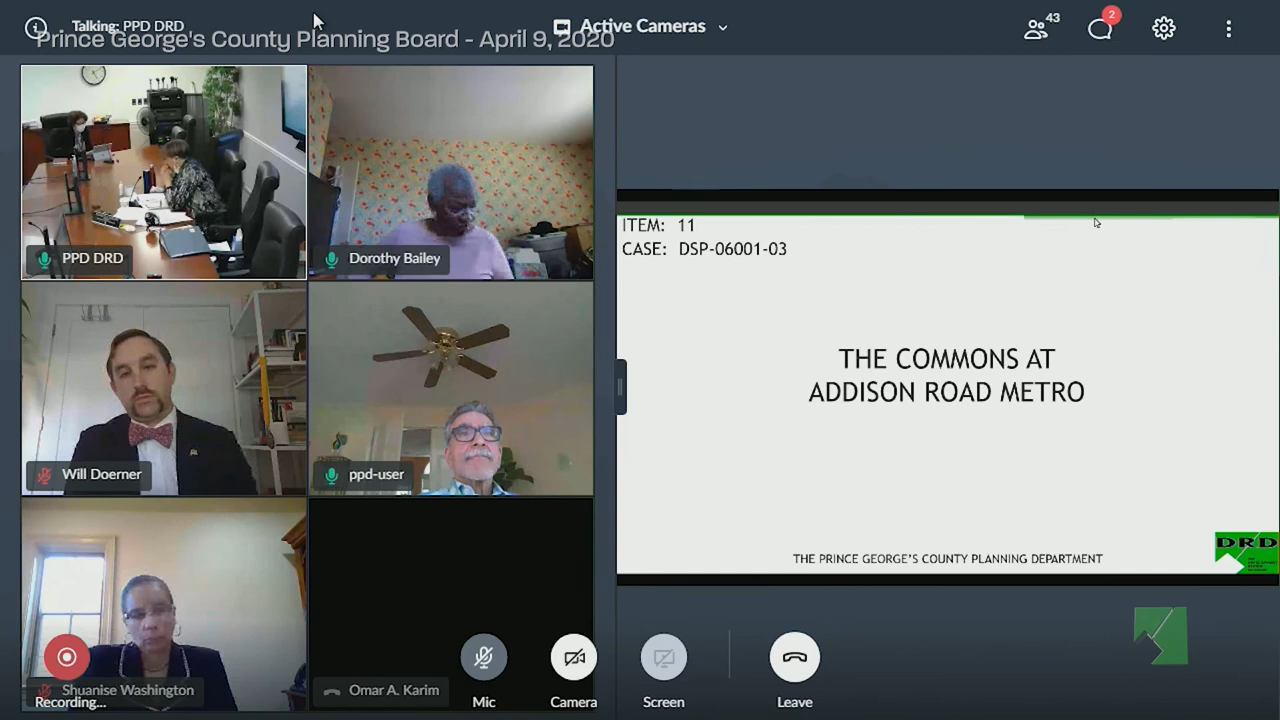 Talking: PPD DRD
Active Cameras
43
2
Prince George's County Planning Board - April 9, 2020
PPD DRD
Dorothy Bailey
Will Doerner
ppd-user
Shuanise Washington
Omar A. Karim
Recording...
Mic
Camera
Screen
Leave
ITEM: 11
CASE: DSP-06001-03
THE COMMONS AT
ADDISON ROAD METRO
THE PRINCE GEORGE'S COUNTY PLANNING DEPARTMENT
DRD